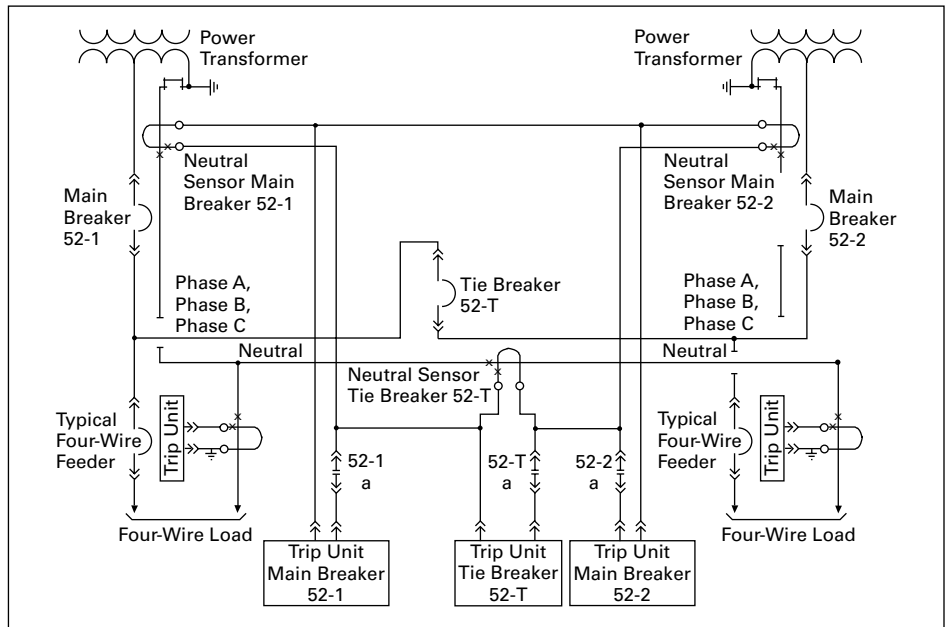 Power
Transformer
Power
Transformer
Neutral
Sensor Main
Breaker 52-1
Neutral
Sensor Main
Breaker 52-2
Main
Breaker
52-1
Main
Breaker
52-2
Phase A,
Phase B,
Phase C
Tie Breaker
52-T
Phase A,
Phase B,
Phase C
Neutral
Neutral
Neutral Sensor
Tie Breaker 52-T
Typical
Four-Wire
Feeder
Trip Unit
Typical
Four-Wire
Feeder
Trip Unit
52-1
a
52-T
a
52-2
a
Four-Wire Load
Four-Wire Load
Trip Unit
Main Breaker
52-1
Trip Unit
Tie Breaker
52-T
Trip Unit
Main Breaker
52-2